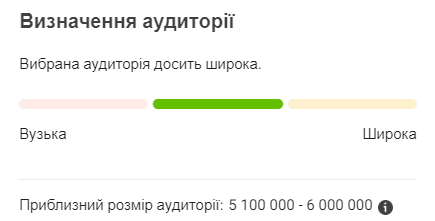 Визначення аудиторії
Вибрана аудиторія досить широка.
Вузька
Широка
Приблизний розмір аудиторії: 5 100 000 - 6 000 000